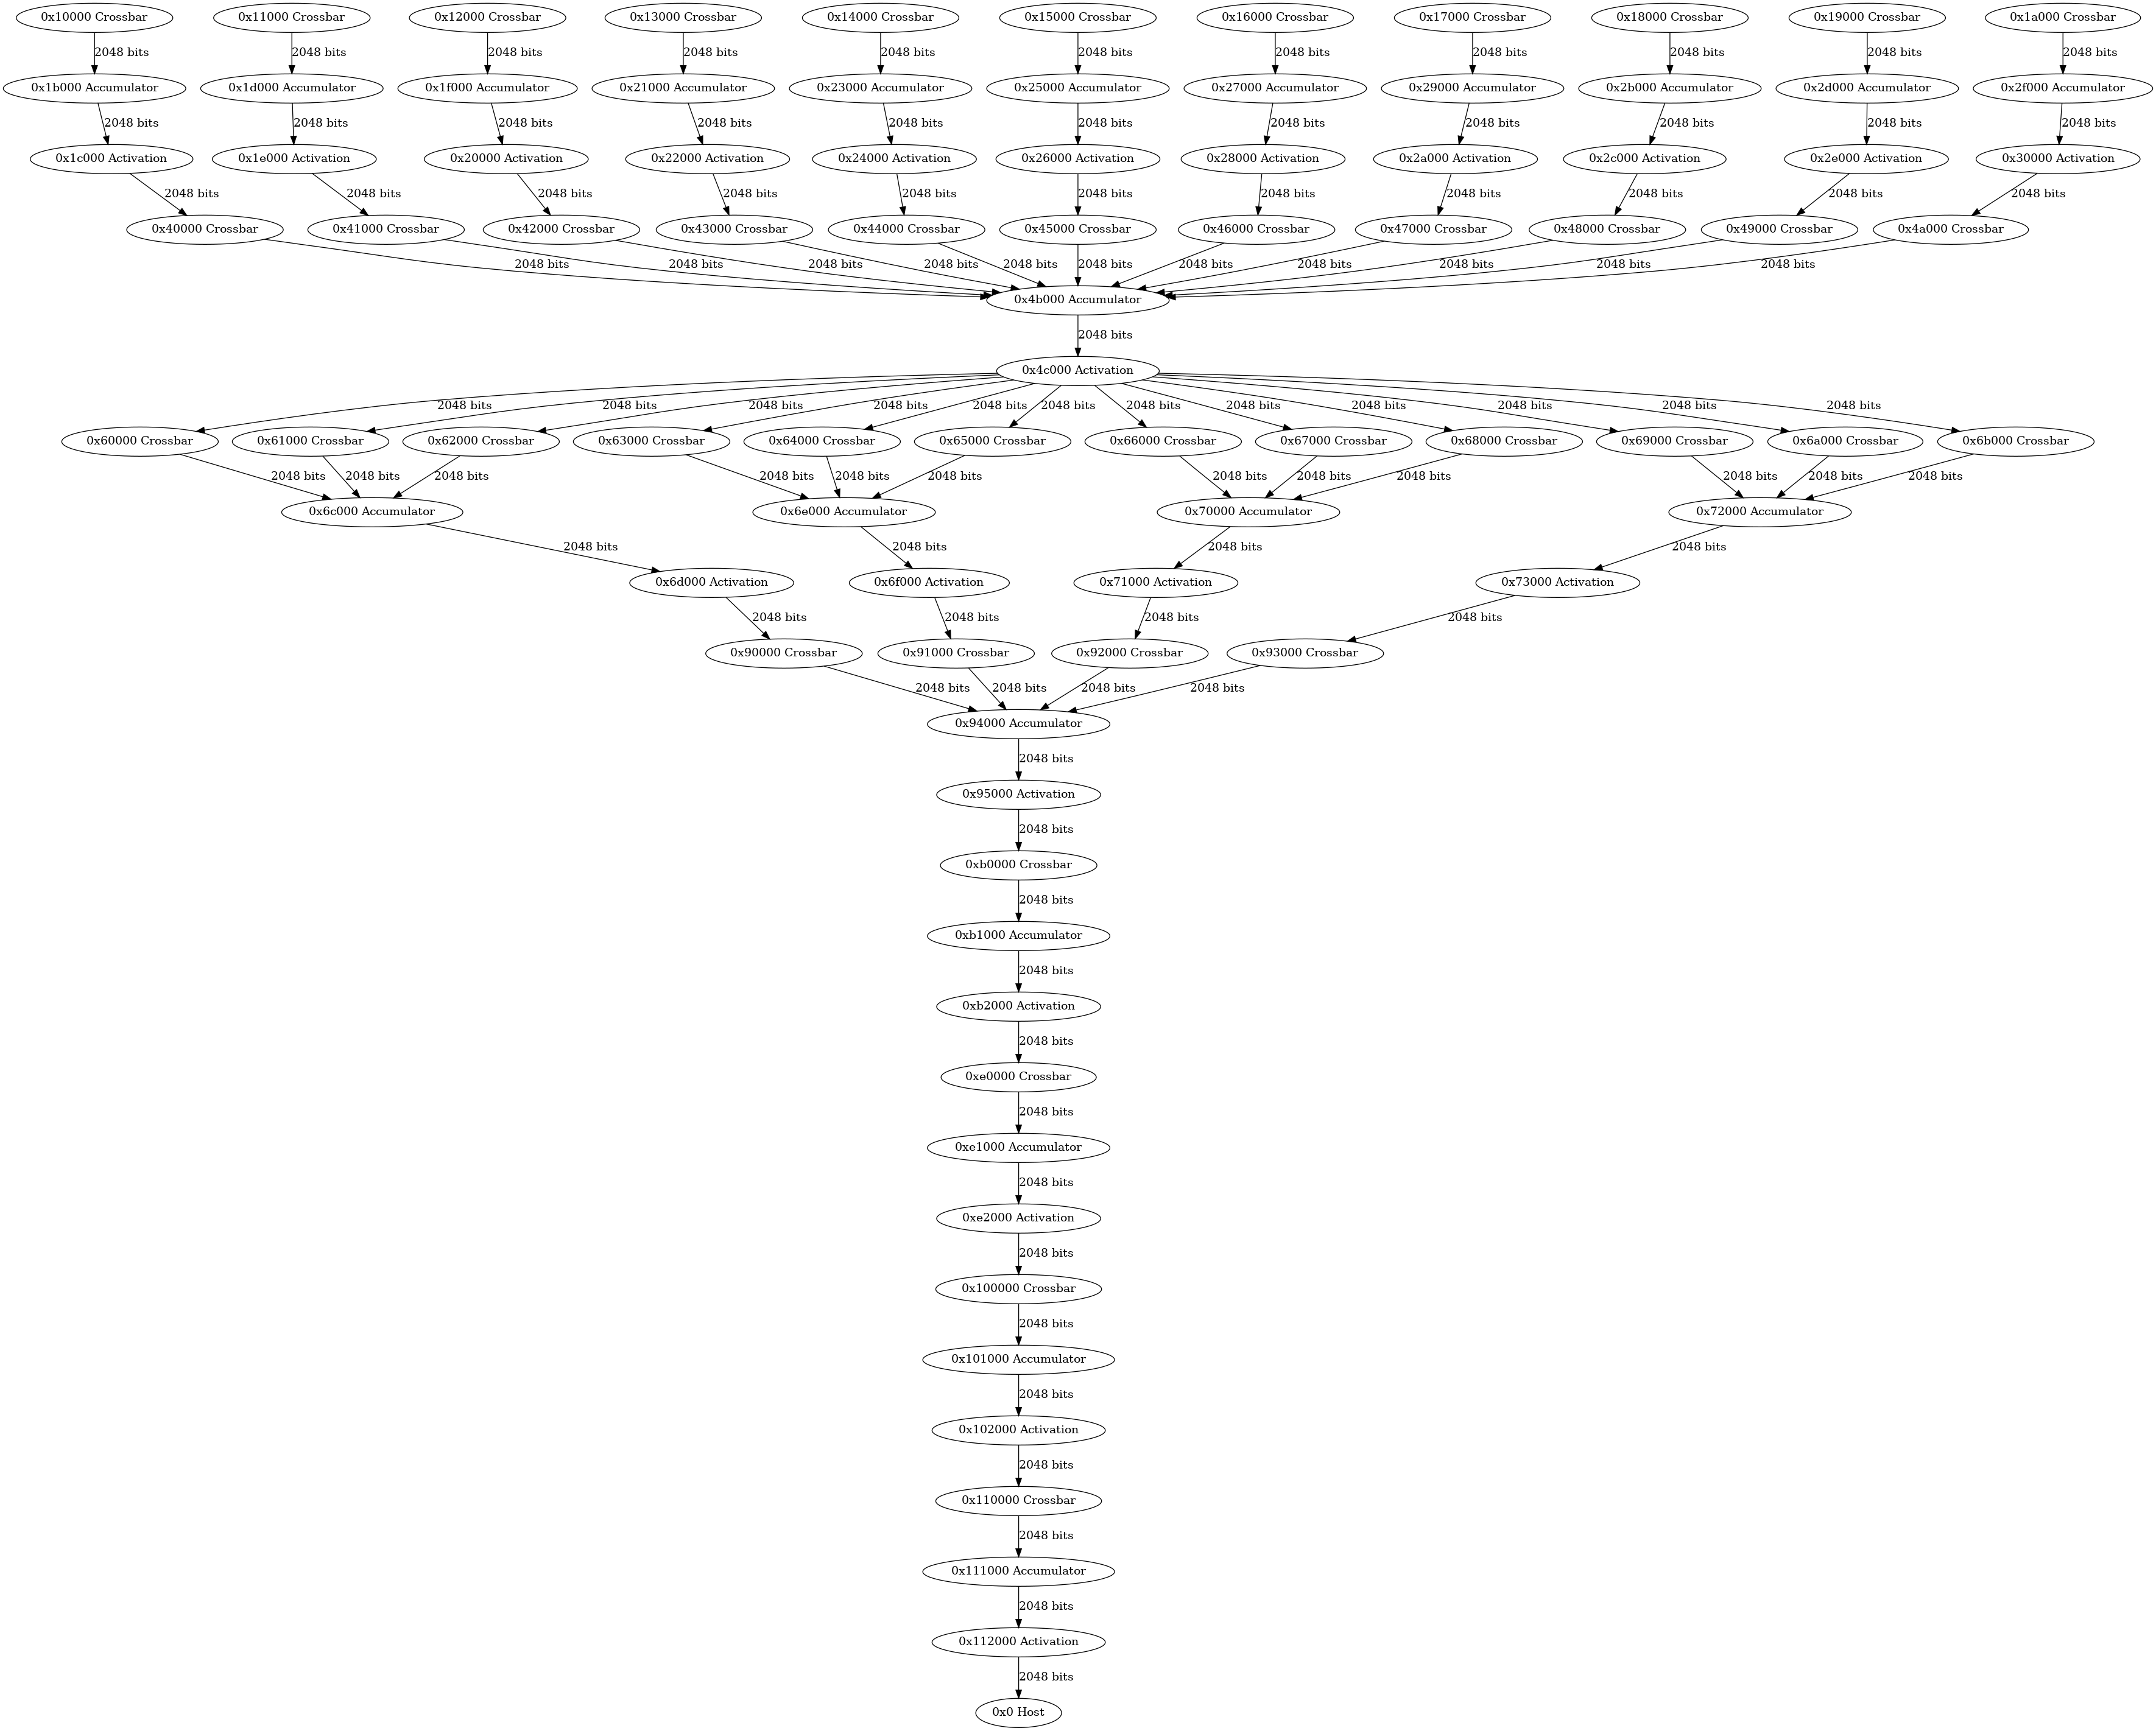 0x10000 Crossbar 0x11000 Crossbar 0x12000 Crossbar 0x13000 Crossbar 0x14000 Crossbar 0x15000 Crossbar 0x16000 Crossbar 0x17000 Crossbar 0x18000 Crossbar 0x19000 Crossbar 0x1a000 Crossbar
2048 bits 2048 bits 2048 bits 2048 bits 2048 bits 2048 bits 2048 bits 2048 bits 2048 bits 2048 bits 2048 bits
0x1b000 Accumulator 0x1d000 Accumulator 0x1f000 Accumulator 0x21000 Accumulator 0x23000 Accumulator 0x25000 Accumulator 0x27000 Accumulator 0x29000 Accumulator 0x2b000 Accumulator 0x2d000 Accumulator 0x2f000 Accumulator
2048 bits 2048 bits 2048 bits 2048 bits 2048 bits 2048 bits 2048 bits 2048 bits 2048 bits 2048 bits 2048 bits
0x1c000 Activation 0x1e000 Activation 0x20000 Activation 0x22000 Activation 0x24000 Activation 0x26000 Activation 0x28000 Activation 0x2a000 Activation 0x2c000 Activation 0x2e000 Activation 0x30000 Activation
2048 bits 2048 bits 2048 bits 2048 bits 2048 bits 2048 bits 2048 bits 2048 bits 2048 bits 2048 bits 2048 bits
0x40000 Crossbar 0x41000 Crossbar 0x42000 Crossbar 0x43000 Crossbar 0x44000 Crossbar 0x45000 Crossbar 0x46000 Crossbar 0x47000 Crossbar 0x48000 Crossbar 0x49000 Crossbar 0x4a000 Crossbar
2048 bits 2048 bits 2048 bits 2048 bits 2048 bits 2048 bits 2048 bits 2048 bits 2048 bits 2048 bits 2048 bits
0x4b000 Accumulator
2048 bits
0x4c000 Activation
2048 bits 2048 bits 2048 bits 2048 bits 2048 bits 2048 bits 2048 bits 2048 bits 2048 bits 2048 bits 2048 bits 2048 bits
0x60000 Crossbar 0x61000 Crossbar 0x62000 Crossbar 0x63000 Crossbar 0x64000 Crossbar 0x65000 Crossbar 0x66000 Crossbar 0x67000 Crossbar 0x68000 Crossbar 0x69000 Crossbar 0x6a000 Crossbar 0x6b000 Crossbar
2048 bits 2048 bits 2048 bits 2048 bits 2048 bits 2048 bits 2048 bits 2048 bits 2048 bits 2048 bits 2048 bits 2048 bits
0x6c000 Accumulator 0x6e000 Accumulator 0x70000 Accumulator 0x72000 Accumulator
2048 bits 2048 bits 2048 bits 2048 bits
0x6d000 Activation 0x6f000 Activation 0x71000 Activation 0x73000 Activation
2048 bits 2048 bits 2048 bits 2048 bits
0x90000 Crossbar 0x91000 Crossbar 0x92000 Crossbar 0x93000 Crossbar
2048 bits 2048 bits 2048 bits 2048 bits
0x94000 Accumulator
2048 bits
0x95000 Activation
2048 bits
0xb0000 Crossbar
2048 bits
0xb1000 Accumulator
2048 bits
0xb2000 Activation
2048 bits
0xe0000 Crossbar
2048 bits
0xe1000 Accumulator
2048 bits
0xe2000 Activation
2048 bits
0x100000 Crossbar
2048 bits
0x101000 Accumulator
2048 bits
0x102000 Activation
2048 bits
0x110000 Crossbar
2048 bits
0x111000 Accumulator
2048 bits
0x112000 Activation
2048 bits
0x0 Host